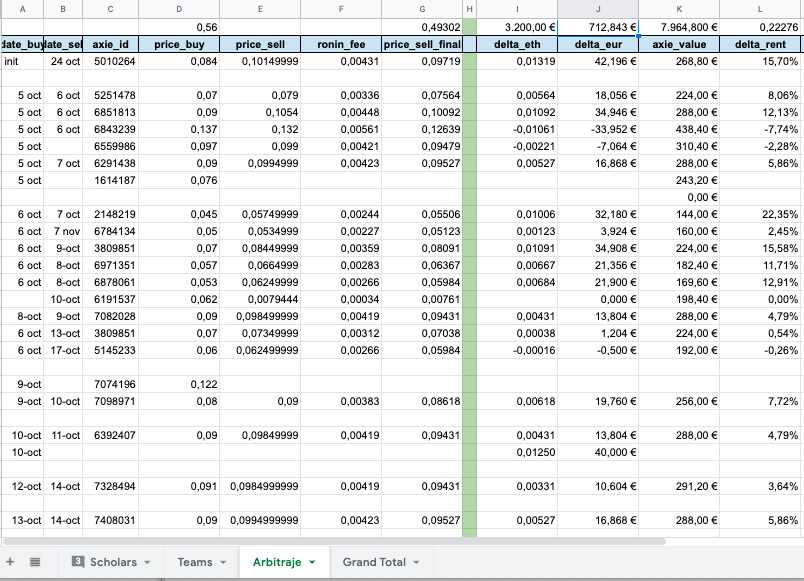 A B C D E F G H I J K L
0,56 0,49302 3.200,00 € 712,843 € 7.964,800 € 0,22276
date_buy date_sel axie_id price_buy price_sell ronin_fee price_sell_final delta_eth delta_eur axie_value delta_rent
init 24 oct 5010264 0,084 0,10149999 0,00431 0,09719 0,01319 42,196 € 268,80 € 15,70%
5 oct 6 oct 5251478 0,07 0,079 0,00336 0,07564 0,00564 18,056 € 224,00 € 8,06%
5 oct 6 oct 6851813 0,09 0,1054 0,00448 0,10092 0,01092 34,946 € 288,00 € 12,13%
5 oct 6 oct 6843239 0,137 0,132 0,00561 0,12639 -0,01061 -33,952 € 438,40 € -7,74%
5 oct 6559986 0,097 0,099 0,00421 0,09479 -0,00221 -7,064 € 310,40 € -2,28%
5 oct 7 oct 6291438 0,09 0,0994999 0,00423 0,09527 0,00527 16,868 € 288,00 € 5,86%
5 oct 1614187 0,076 243,20 €
0,00 €
6 oct 7 oct 2148219 0,045 0,05749999 0,00244 0,05506 0,01006 32,180 € 144,00 € 22,35%
6 oct 7 nov 6784134 0,05 0,0534999 0,00227 0,05123 0,00123 3,924 € 160,00 € 2,45%
6 oct 9-oct 3809851 0,07 0,08449999 0,00359 0,08091 0,01091 34,908 € 224,00 € 15,58%
6 oct 8-oct 6971351 0,057 0,0664999 0,00283 0,06367 0,00667 21,356 € 182,40 € 11,71%
6 oct 8-oct 6878061 0,053 0,06249999 0,00266 0,05984 0,00684 21,900 € 169,60 € 12,91%
10-oct 6191537 0,062 0,0079444 0,00034 0,00761 0,000 € 198,40 € 0,00%
8-oct 9-oct 7082028 0,09 0,098499999 0,00419 0,09431 0,00431 13,804 € 288,00 € 4,79%
6 oct 13-oct 3809851 0,07 0,07349999 0,00312 0,07038 0,00038 1,204 € 224,00 € 0,54%
6 oct 17-oct 5145233 0,06 0,062499999 0,00266 0,05984 -0,00016 -0,500 € 192,00 € -0,26%
9-oct 7074196 0,122
9-oct 10-oct 7098971 0,08 0,09 0,00383 0,08618 0,00618 19,760 € 256,00 € 7,72%
10-oct 11-oct 6392407 0,09 0,09849999 0,00419 0,09431 0,00431 13,804 € 288,00 € 4,79%
10-oct 0,01250 40,000 €
12-oct 14-oct 7328494 0,091 0,0984999999 0,00419 0,09431 0,00331 10,604 € 291,20 € 3,64%
13-oct 14-oct 7408031 0,09 0,0994999999 0,00423 0,09527 0,00527 16,868 € 288,00 € 5,86%
3 Scholars Teams Arbitraje Grand Total